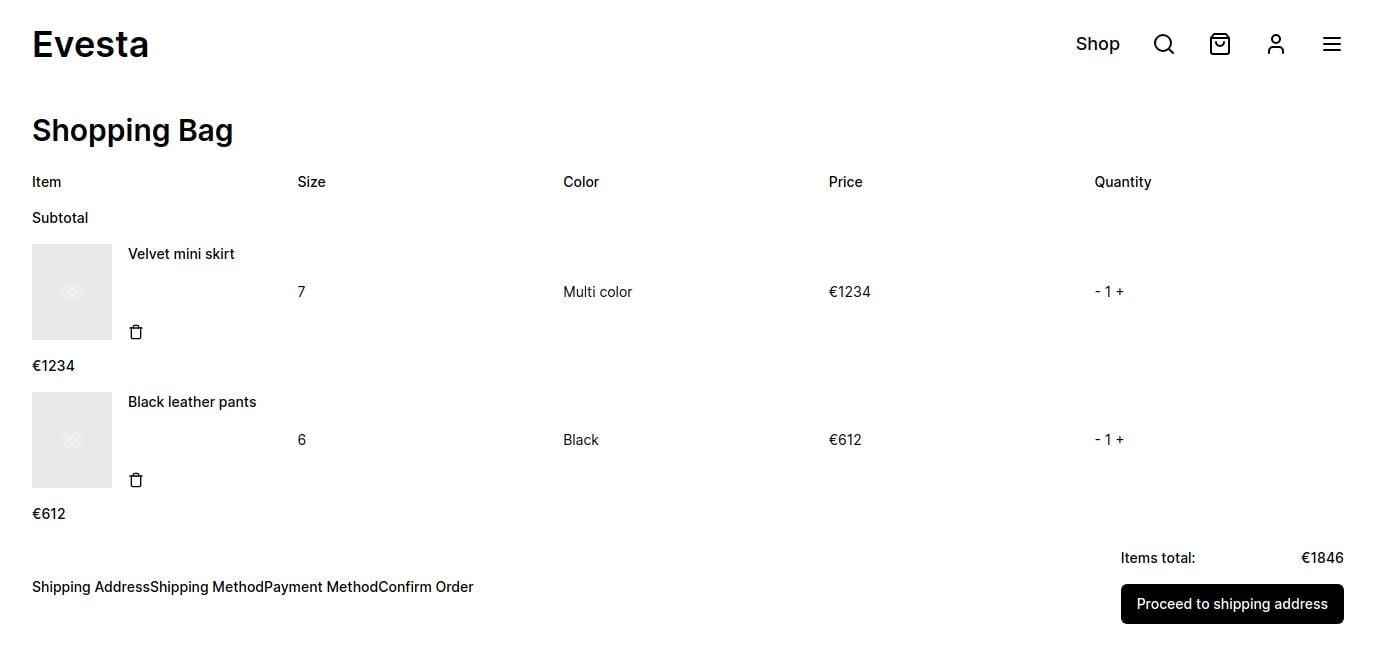 Evesta
Shop
Shopping Bag
Item Size Color Price Quantity
Subtotal
Velvet mini skirt
7 Multi color €1234 - 1 +
€1234
Black leather pants
6 Black €612 - 1 +
€612
Items total: €1846
Shipping AddressShipping MethodPayment MethodConfirm Order
Proceed to shipping address